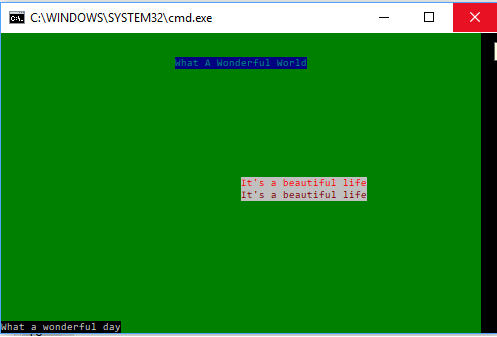 C:\WINDOWS\SYSTEM32\cmd.exe
What A Wonderful World
It's a beautiful life
It's a beautiful life
What a wonderful day